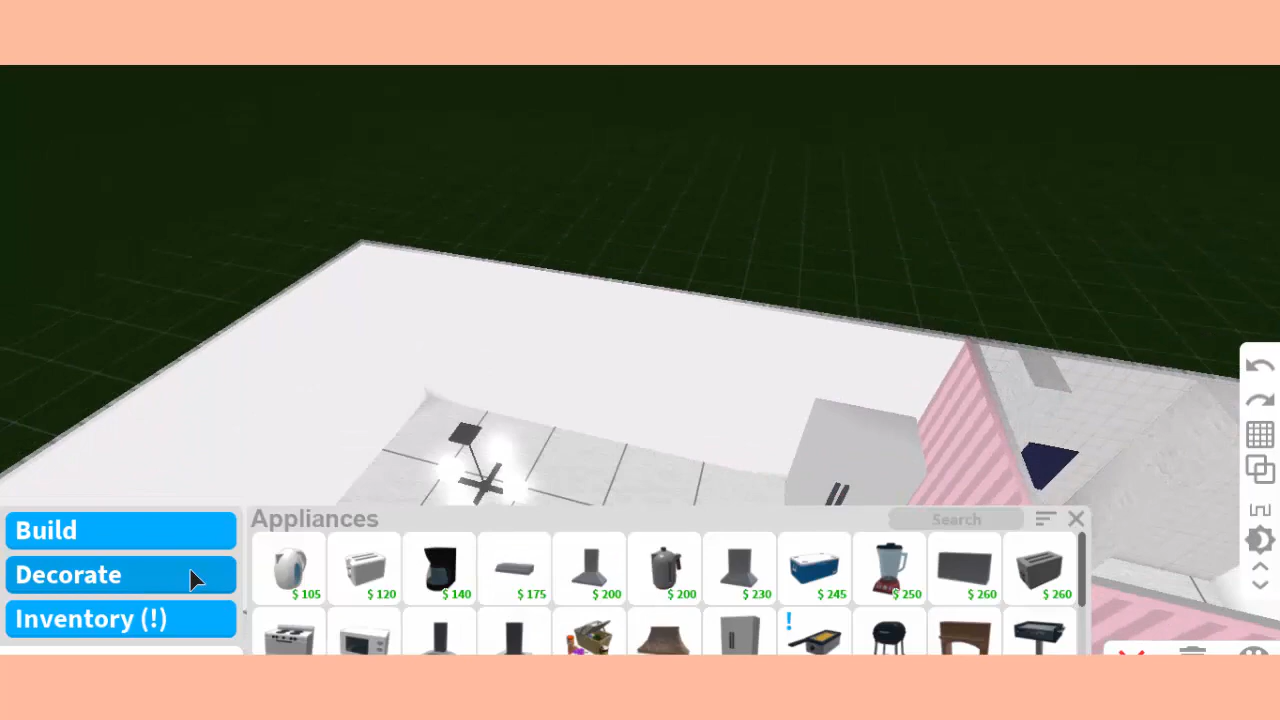 Build
Decorate
Inventory (!)
Appliances
Search
$ 105
$ 120
$ 140
$ 175
$ 200
$ 200
$ 230
$ 245
$ 250
$ 260
$ 260
!